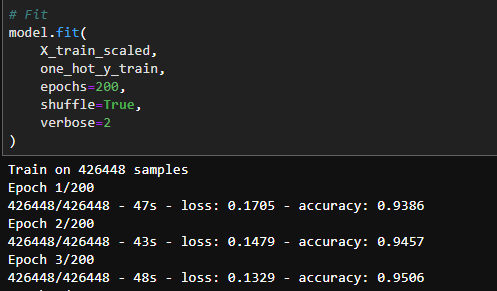 # Fit
model.fit(
    X_train_scaled,
    one_hot_y_train,
    epochs=200,
    shuffle=True,
    verbose=2
)
Train on 426448 samples
Epoch 1/200
426448/426448 - 47s - loss: 0.1705 - accuracy: 0.9386
Epoch 2/200
426448/426448 - 43s - loss: 0.1479 - accuracy: 0.9457
Epoch 3/200
426448/426448 - 48s - loss: 0.1329 - accuracy: 0.9506